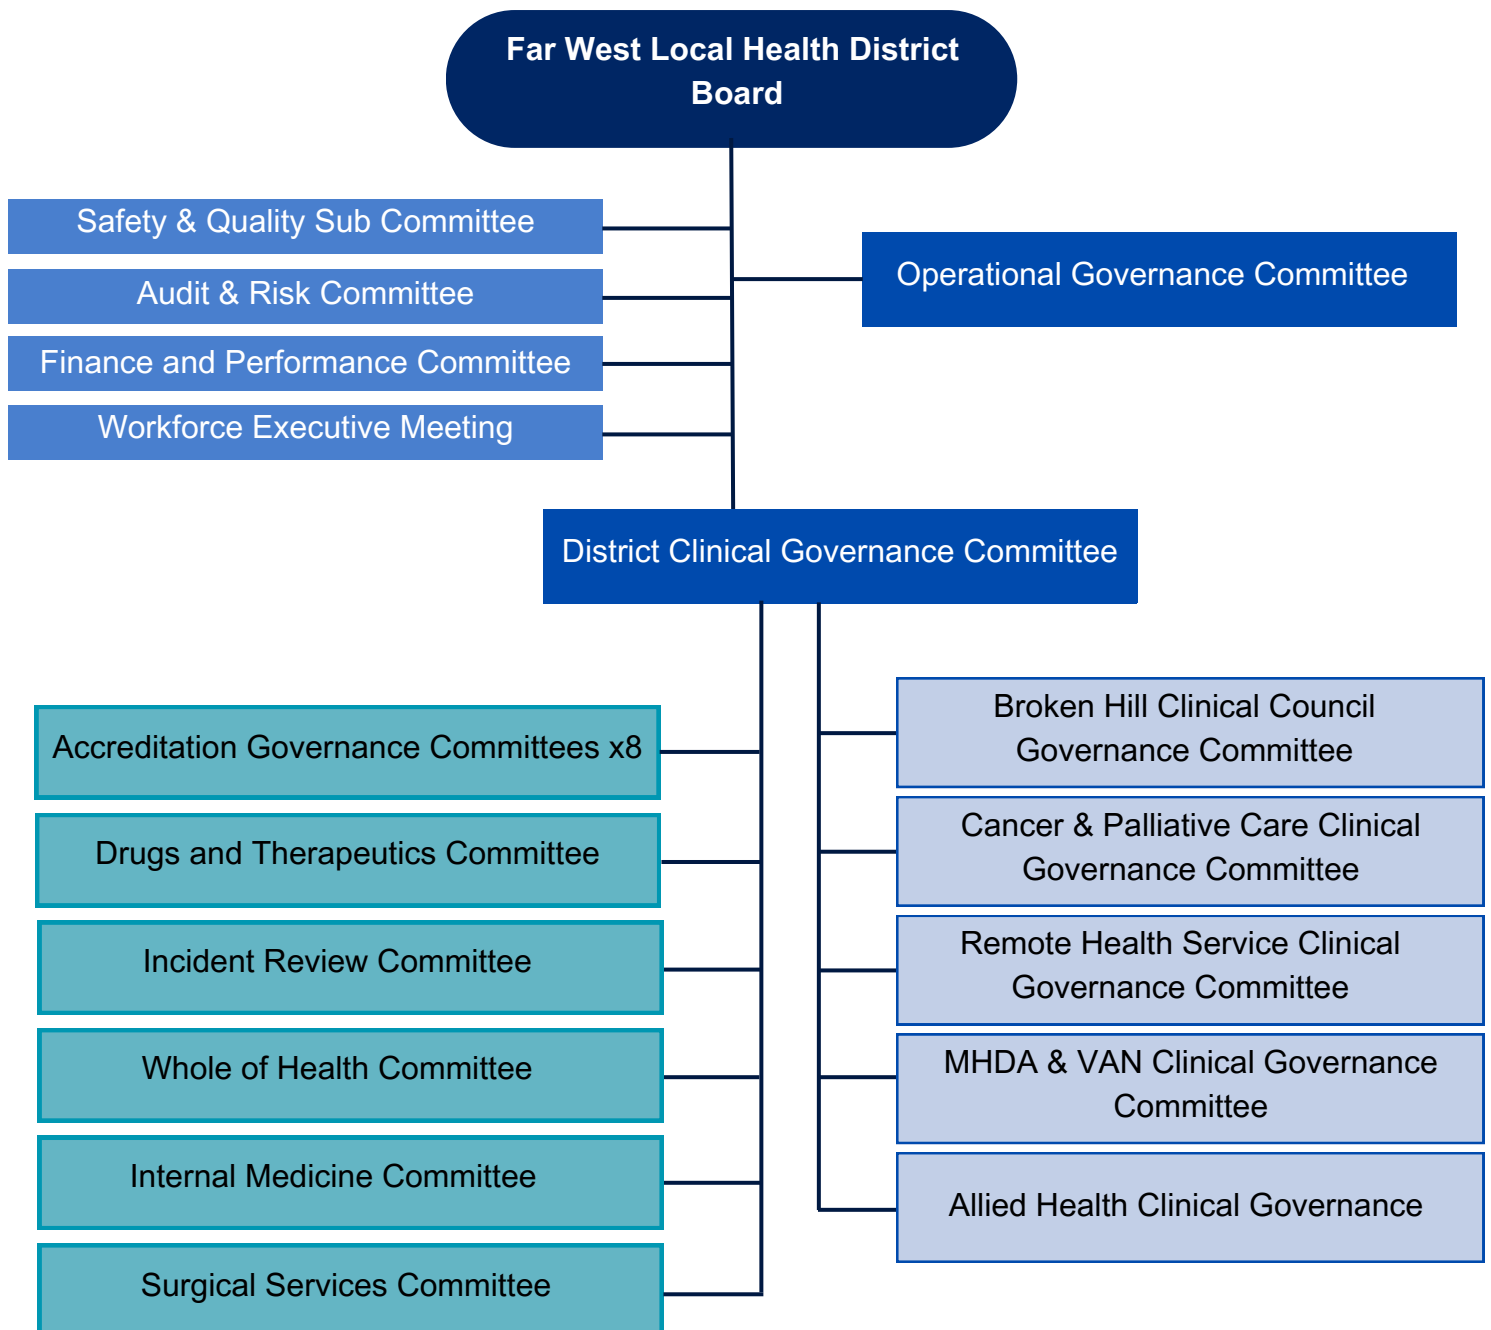 Far West Local Health District
Board
Safety & Quality Sub Committee
Audit & Risk Committee
Finance and Performance Committee
Workforce Executive Meeting
Operational Governance Committee
District Clinical Governance Committee
Accreditation Governance Committees x8
Drugs and Therapeutics Committee
Incident Review Committee
Whole of Health Committee
Internal Medicine Committee
Surgical Services Committee
Broken Hill Clinical Council
Governance Committee
Cancer & Palliative Care Clinical
Governance Committee
Remote Health Service Clinical
Governance Committee
MHDA & VAN Clinical Governance
Committee
Allied Health Clinical Governance